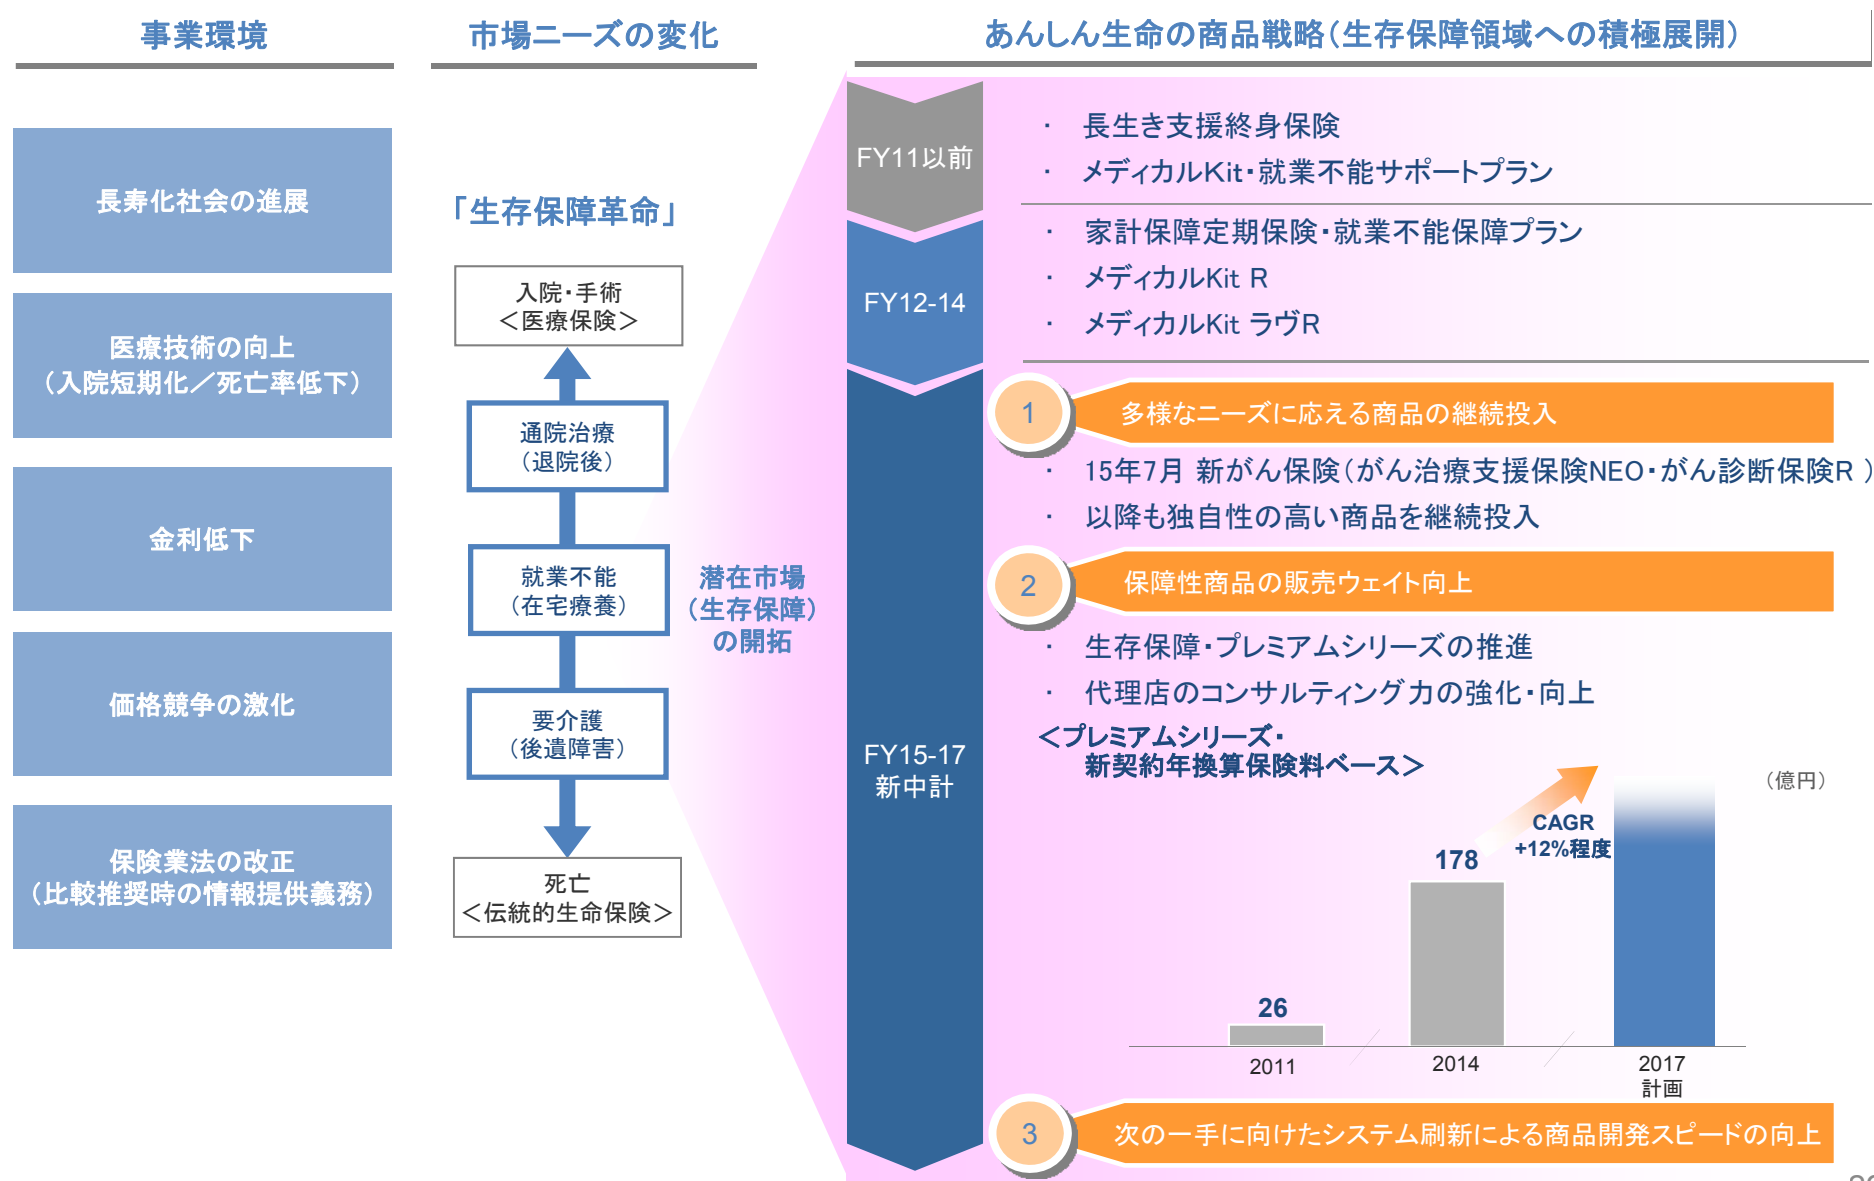 事業環境
長寿化社会の進展
医療技術の向上
（入院短期化／死亡率低下）
金利低下
価格競争の激化
保険業法の改正
（比較推奨時の情報提供義務）
市場ニーズの変化
「生存保障革命」
入院・手術
＜医療保険＞
通院治療
（退院後）
就業不能
（在宅療養）
要介護
（後遺障害）
死亡
＜伝統的生命保険＞
潜在市場
（生存保障）
の開拓
あんしん生命の商品戦略（生存保障領域への積極展開）
FY11以前
・ 長生き支援終身保険
・ メディカルKit・就業不能サポートプラン
FY12-14
・ 家計保障定期保険・就業不能保障プラン
・ メディカルKit R
・ メディカルKit ラヴR
FY15-17
新中計
1 多様なニーズに応える商品の継続投入
・ 15年7月 新がん保険（がん治療支援保険NEO・がん診断保険R ）
・ 以降も独自性の高い商品を継続投入
2 保障性商品の販売ウェイト向上
・ 生存保障・プレミアムシリーズの推進
・ 代理店のコンサルティング力の強化・向上
＜プレミアムシリーズ・
新契約年換算保険料ベース＞
（億円）
CAGR
+12%程度
178
26
2011
2014
2017
計画
3 次の一手に向けたシステム刷新による商品開発スピードの向上